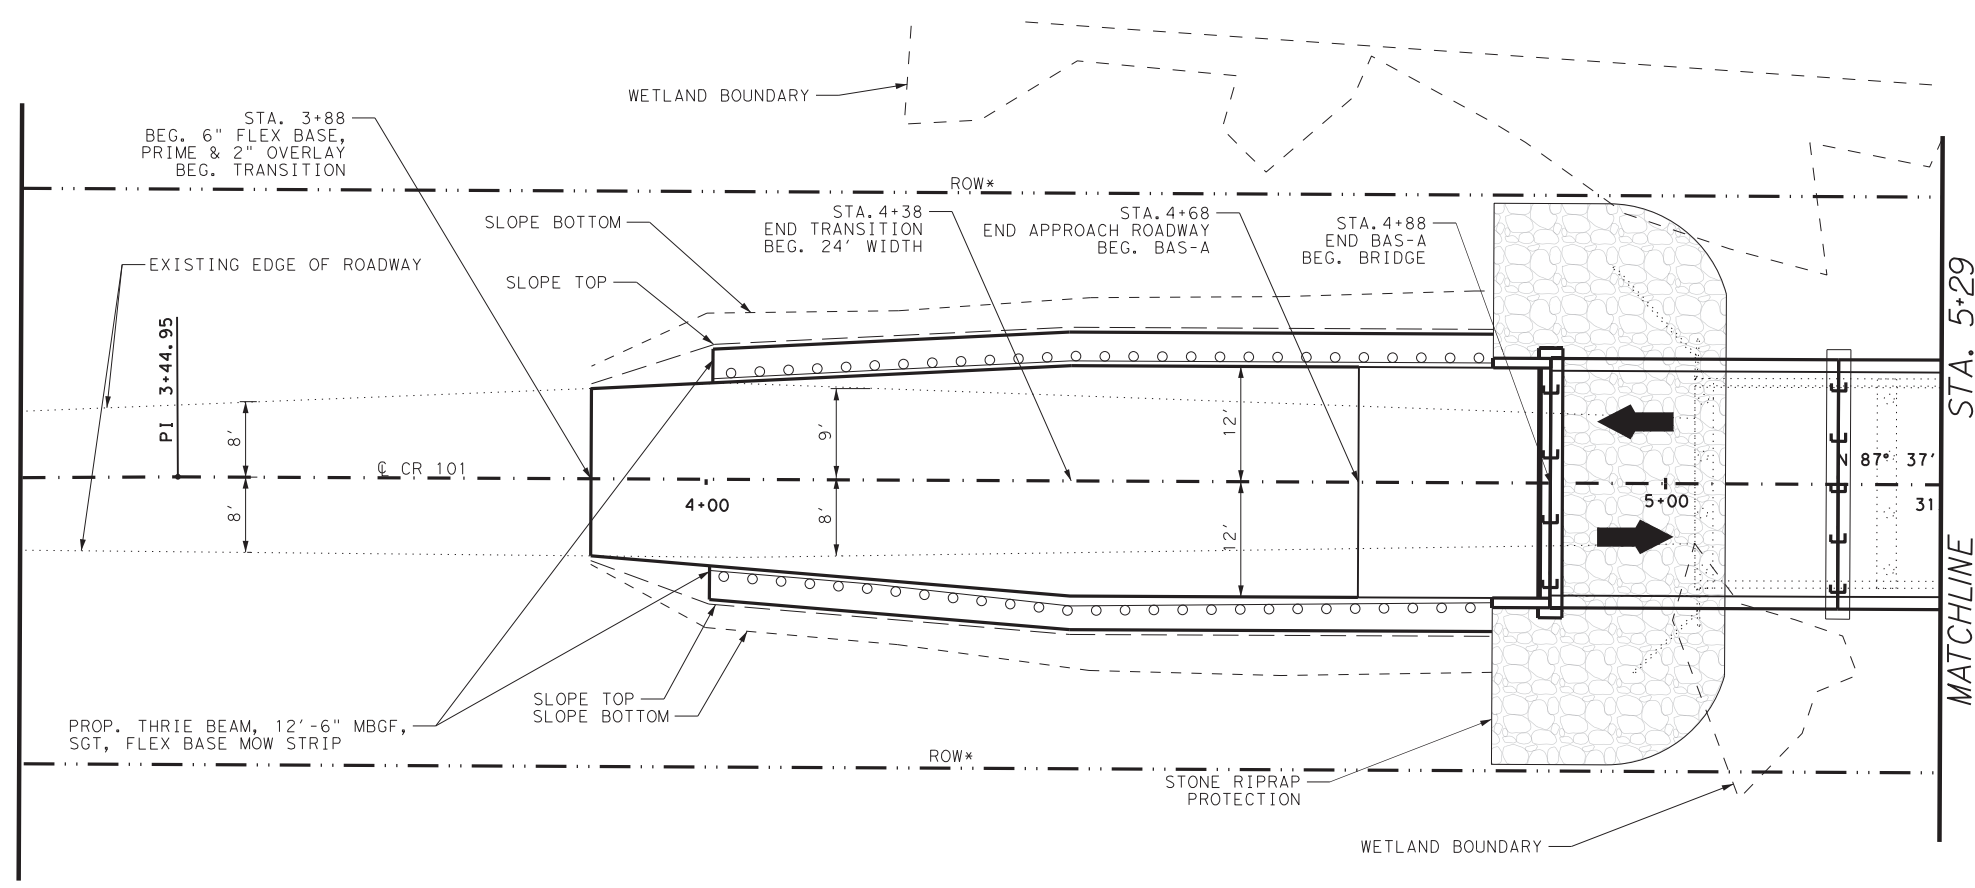 WETLAND BOUNDARY
STA. 3+88
BEG. 6" FLEX BASE,
PRIME & 2" OVERLAY
BEG. TRANSITION
ROW*
SLOPE BOTTOM
STA.4+38
END TRANSITION
BEG. 24' WIDTH
STA.4+68
END APPROACH ROADWAY
BEG. BAS-A
STA.4+88
END BAS-A
BEG. BRIDGE
EXISTING EDGE OF ROADWAY
SLOPE TOP
PI 3+44.95
8'
9'
12'
℄ CR 101
N 87° 37'
31
4+00
5+00
8'
8'
12'
MATCHLINE STA. 5+29
SLOPE TOP
SLOPE BOTTOM
PROP. THRIE BEAM, 12'-6" MBGF,
SGT, FLEX BASE MOW STRIP
ROW*
STONE RIPRAP
PROTECTION
WETLAND BOUNDARY